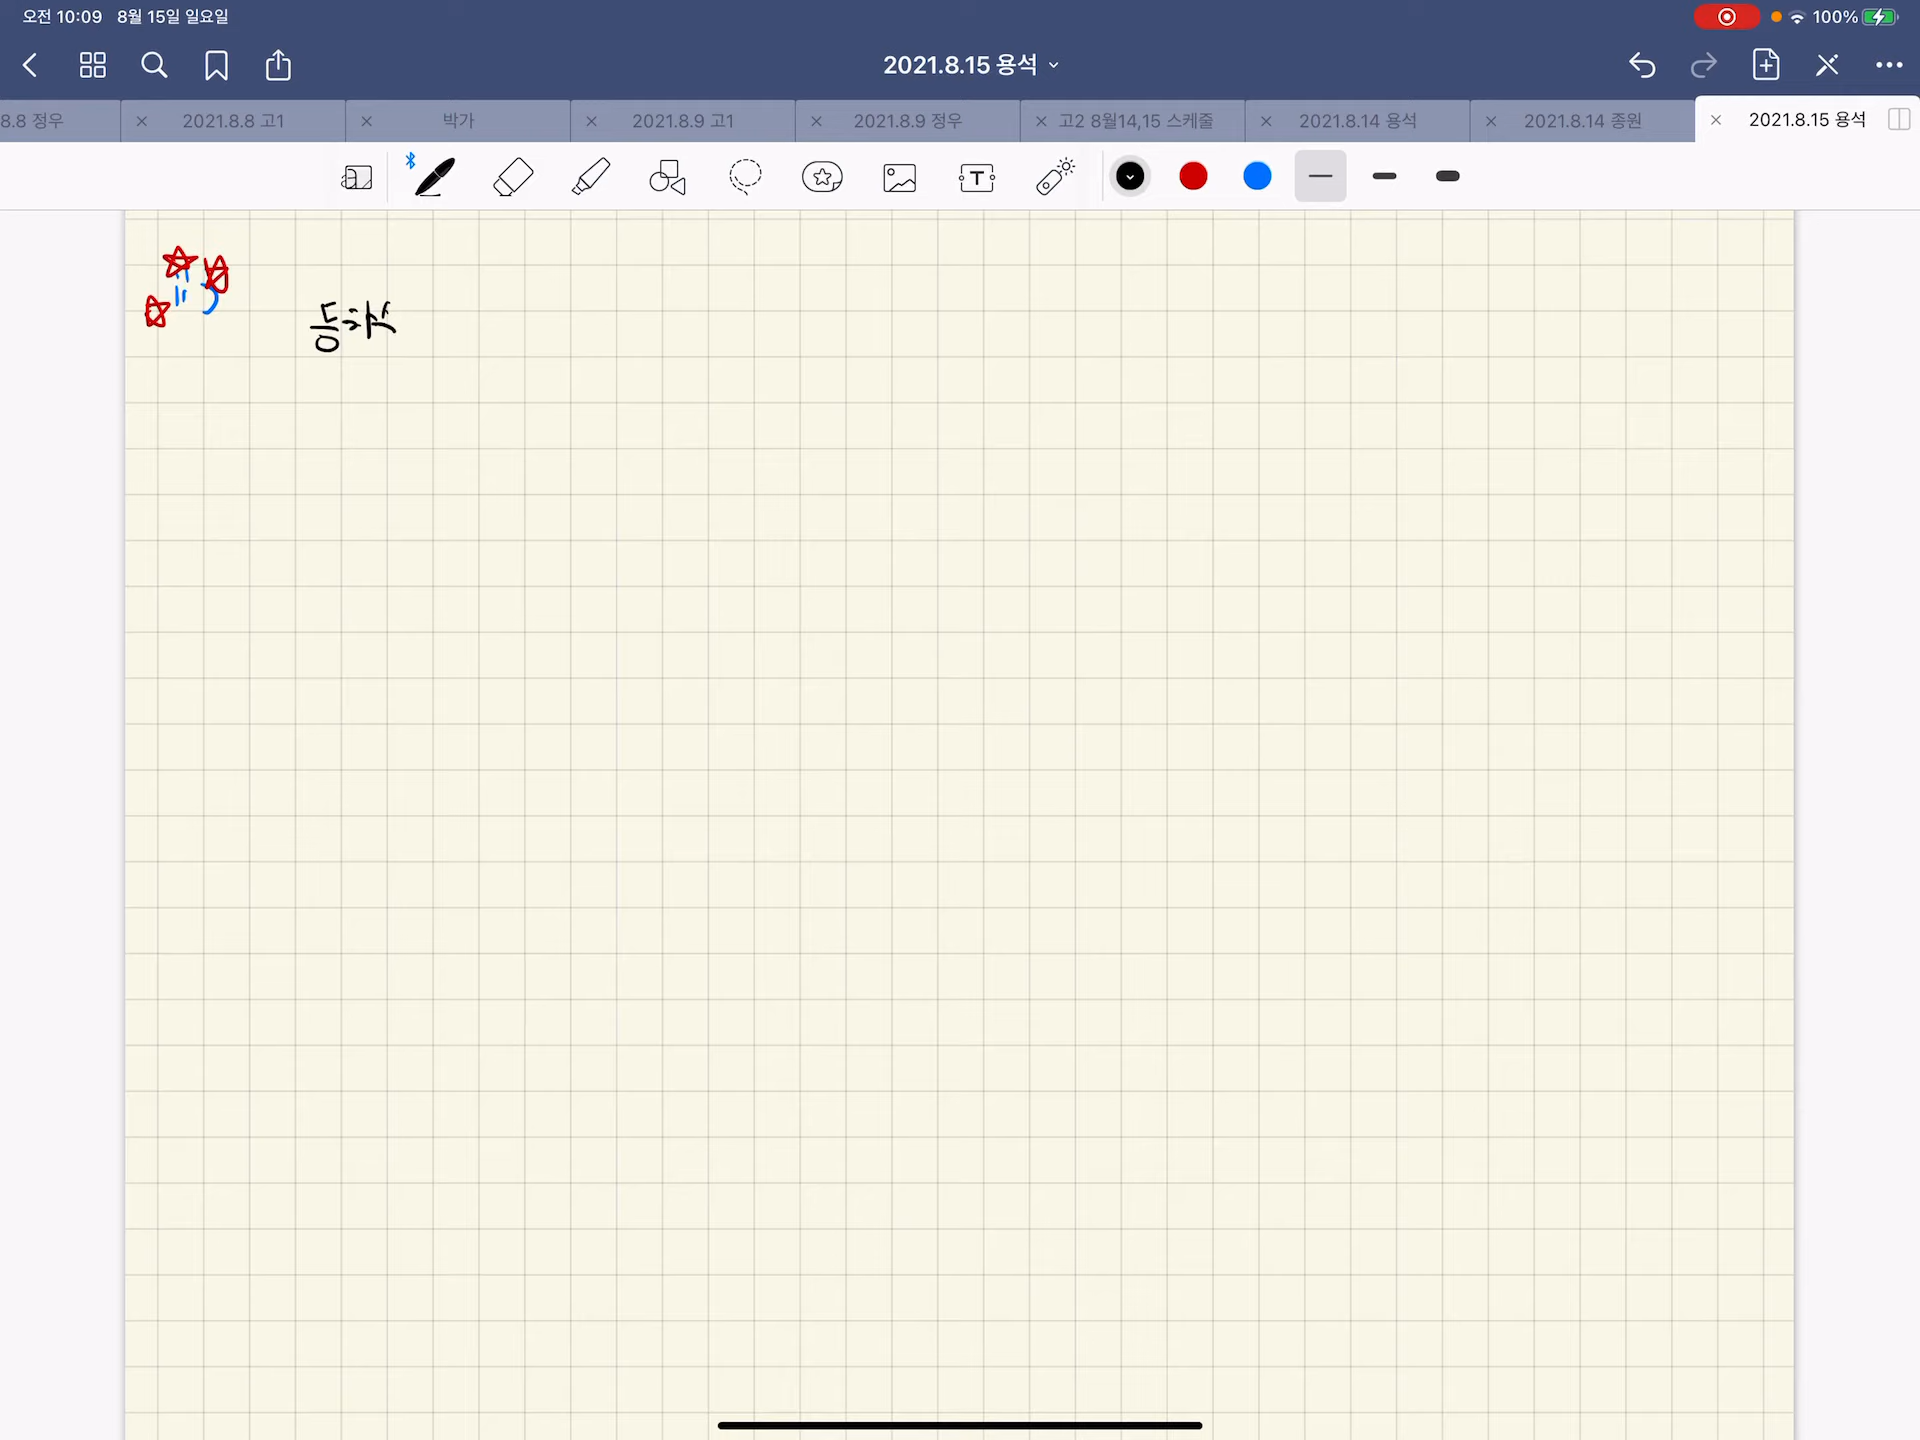 오전 10:09 8월 15일 일요일 100%
2021.8.15 용석
8.8 정우 2021.8.8 고1 박가 2021.8.9 고1 2021.8.9 정우 고2 8월14,15 스케줄 2021.8.14 용석 2021.8.14 종원 2021.8.15 용석